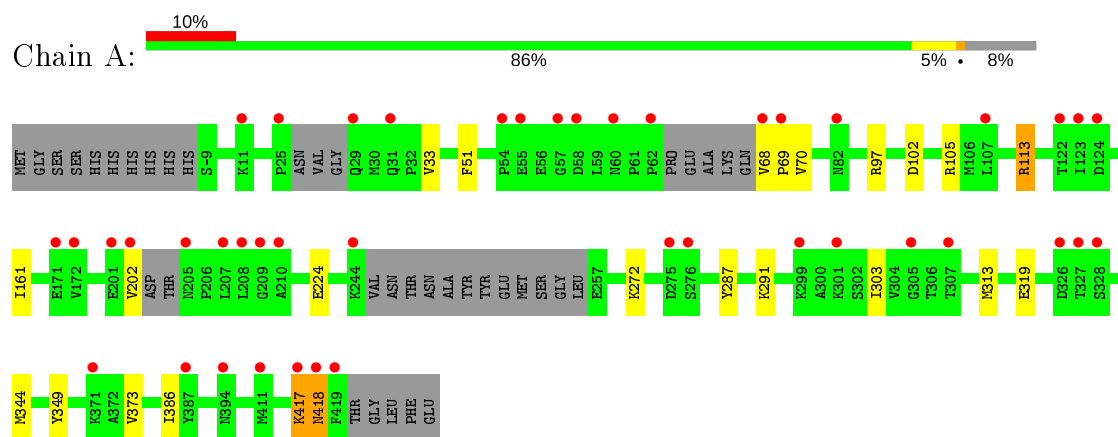 10%
Chain A:
86% 5% • 8%
MET GLY SER SER HIS HIS HIS HIS HIS HIS S-9 K11 P25 ASN VAL GLY Q29 M30 Q31 P32 V33 F51 P54 E55 E56 G57 D58 L59 N60 P61 P62 PRO GLU ALA LYS GLN V68 P69 V70 N82 R97 D102 R105 M106 L107 R113 T122 I123 D124
I161 E171 V172 E201 V202 ASP THR N205 P206 L207 L208 G209 A210 E224 K244 VAL ASN THR ASN ALA TYR TYR GLU MET SER GLY LEU E257 K272 D275 S276 Y287 K291 K299 A300 K301 S302 I303 V304 G305 T306 T307 M313 E319 D326 T327 S328
M344 Y349 K371 A372 V373 I386 Y387 N394 M411 K417 N418 F419 THR GLY LEU PHE GLU